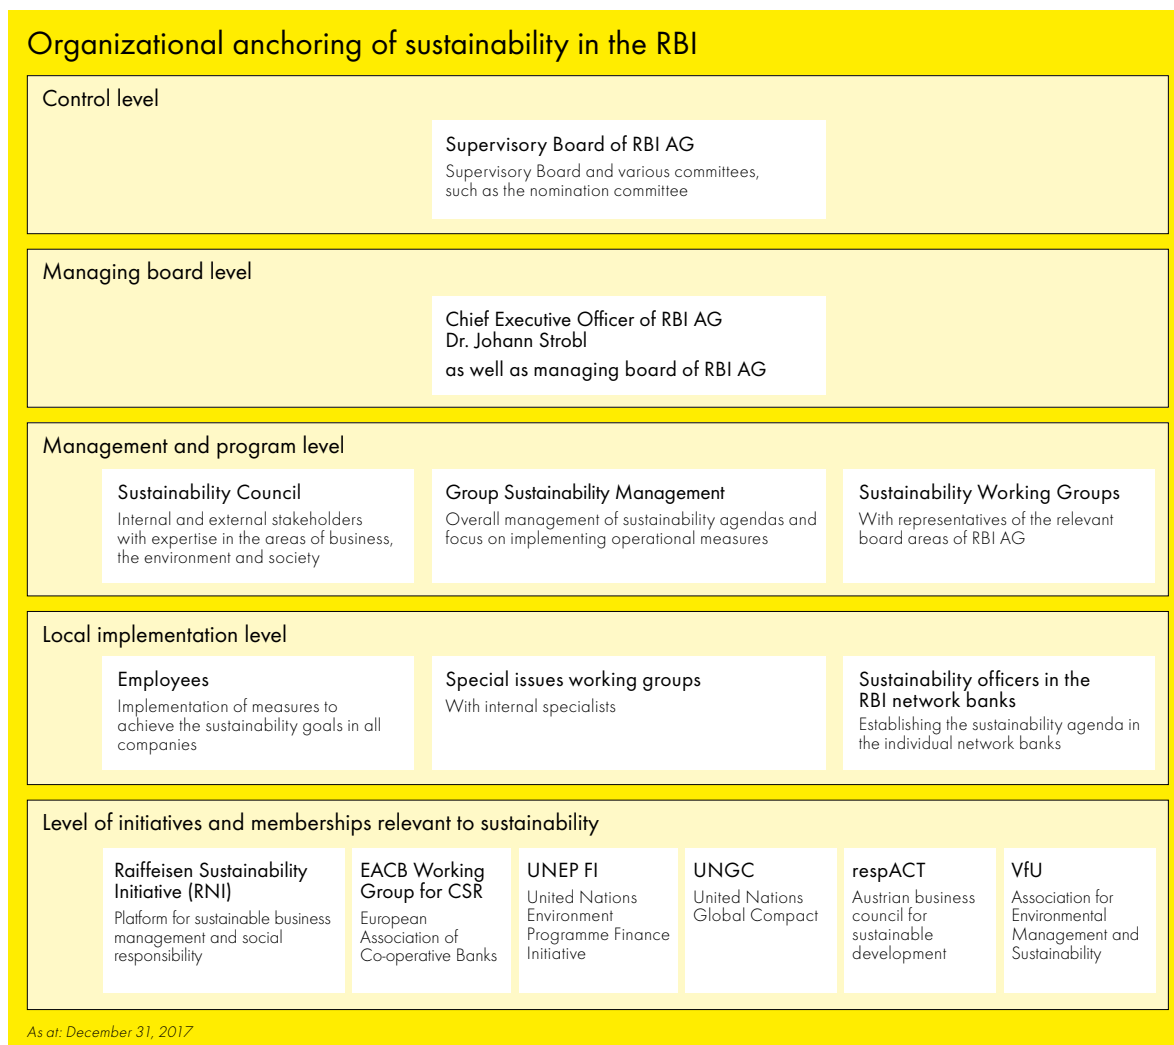 Organizational anchoring of sustainability in the RBI
Control level
Supervisory Board of RBI AG
Supervisory Board and various committees,
such as the nomination committee
Managing board level
Chief Executive Officer of RBI AG
Dr. Johann Strobl
as well as managing board of RBI AG
Management and program level
Sustainability Council
Internal and external stakeholders
with expertise in the areas of business,
the environment and society
Group Sustainability Management
Overall management of sustainability agendas and
focus on implementing operational measures
Sustainability Working Groups
With representatives of the relevant
board areas of RBI AG
Local implementation level
Employees
Implementation of measures to
achieve the sustainability goals in all
companies
Special issues working groups
With internal specialists
Sustainability officers in the
RBI network banks
Establishing the sustainability agenda in
the individual network banks
Level of initiatives and memberships relevant to sustainability
Raiffeisen Sustainability
Initiative (RNI)
Platform for sustainable business
management and social
responsibility
EACB Working
Group for CSR
European
Association of
Co-operative Banks
UNEP FI
United Nations
Environment
Programme Finance
Initiative
UNGC
United Nations
Global Compact
respACT
Austrian business
council for
sustainable
development
VfU
Association for
Environmental
Management and
Sustainability
As at: December 31, 2017